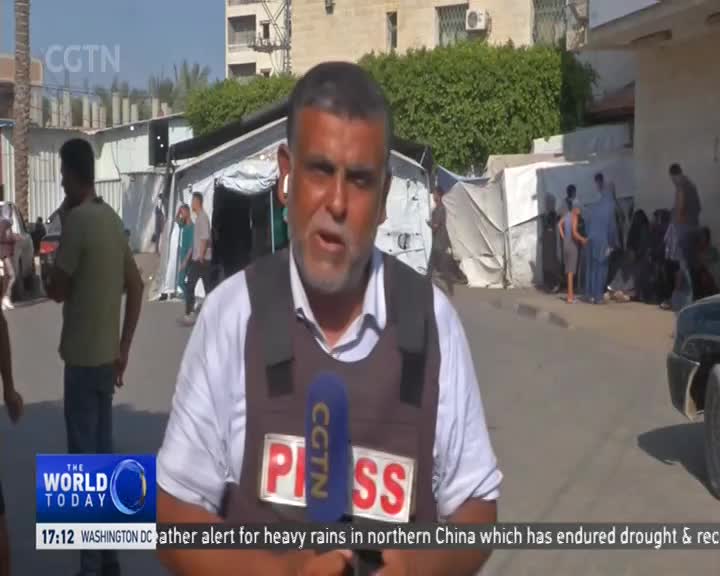 CGTN
CGTN
PRESS
THE
WORLD
TODAY
17:12 WASHINGTON DC eather alert for heavy rains in northern China which has endured drought & rec